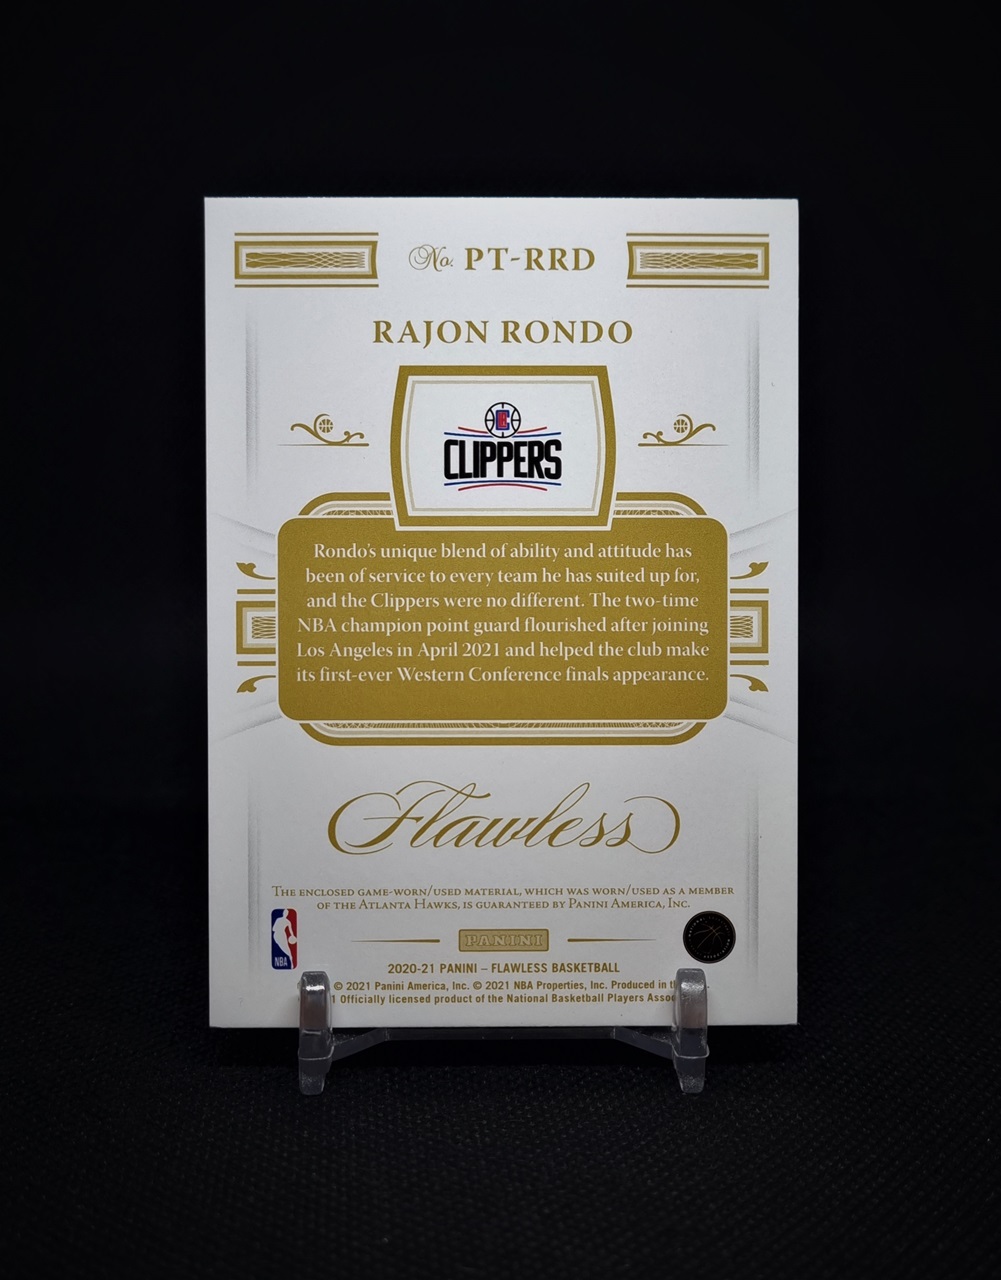 No. PT-RRD
RAJON RONDO
CLIPPERS
Rondo's unique blend of ability and attitude has
been of service to every team he has suited up for,
and the Clippers were no different. The two-time
NBA champion point guard flourished after joining
Los Angeles in April 2021 and helped the club make
its first-ever Western Conference finals appearance.
Flawless
THE ENCLOSED GAME-WORN/USED MATERIAL, WHICH WAS WORN/USED AS A MEMBER
OF THE ATLANTA HAWKS, IS GUARANTEED BY PANINI AMERICA, INC.
NBA
PANINI
2020-21 PANINI – FLAWLESS BASKETBALL
© 2021 Panini America, Inc. © 2021 NBA Properties, Inc. Produced in
Officially licensed product of the National Basketball Players